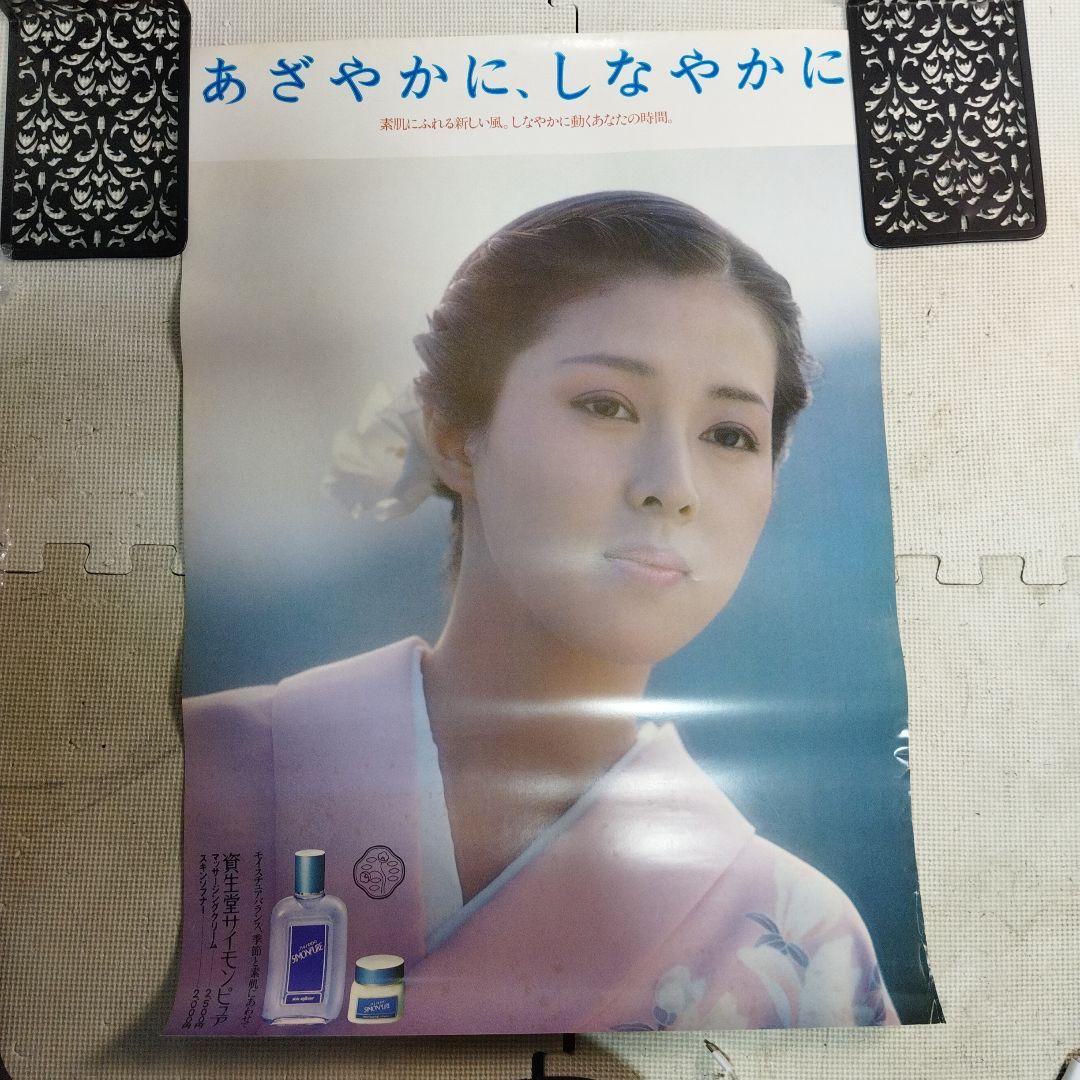 あざやかに、しなやかに
素肌にふれる新しい風。しなやかに動くあなたの時間。
モイスチュアバランス、季節と素肌にあわせて
資生堂サイモンピュア
マッサージングクリーム 2500円
スキンソフナー 2000円
SHISEIDO
SIMONPURE
skin softener
SIMONPURE